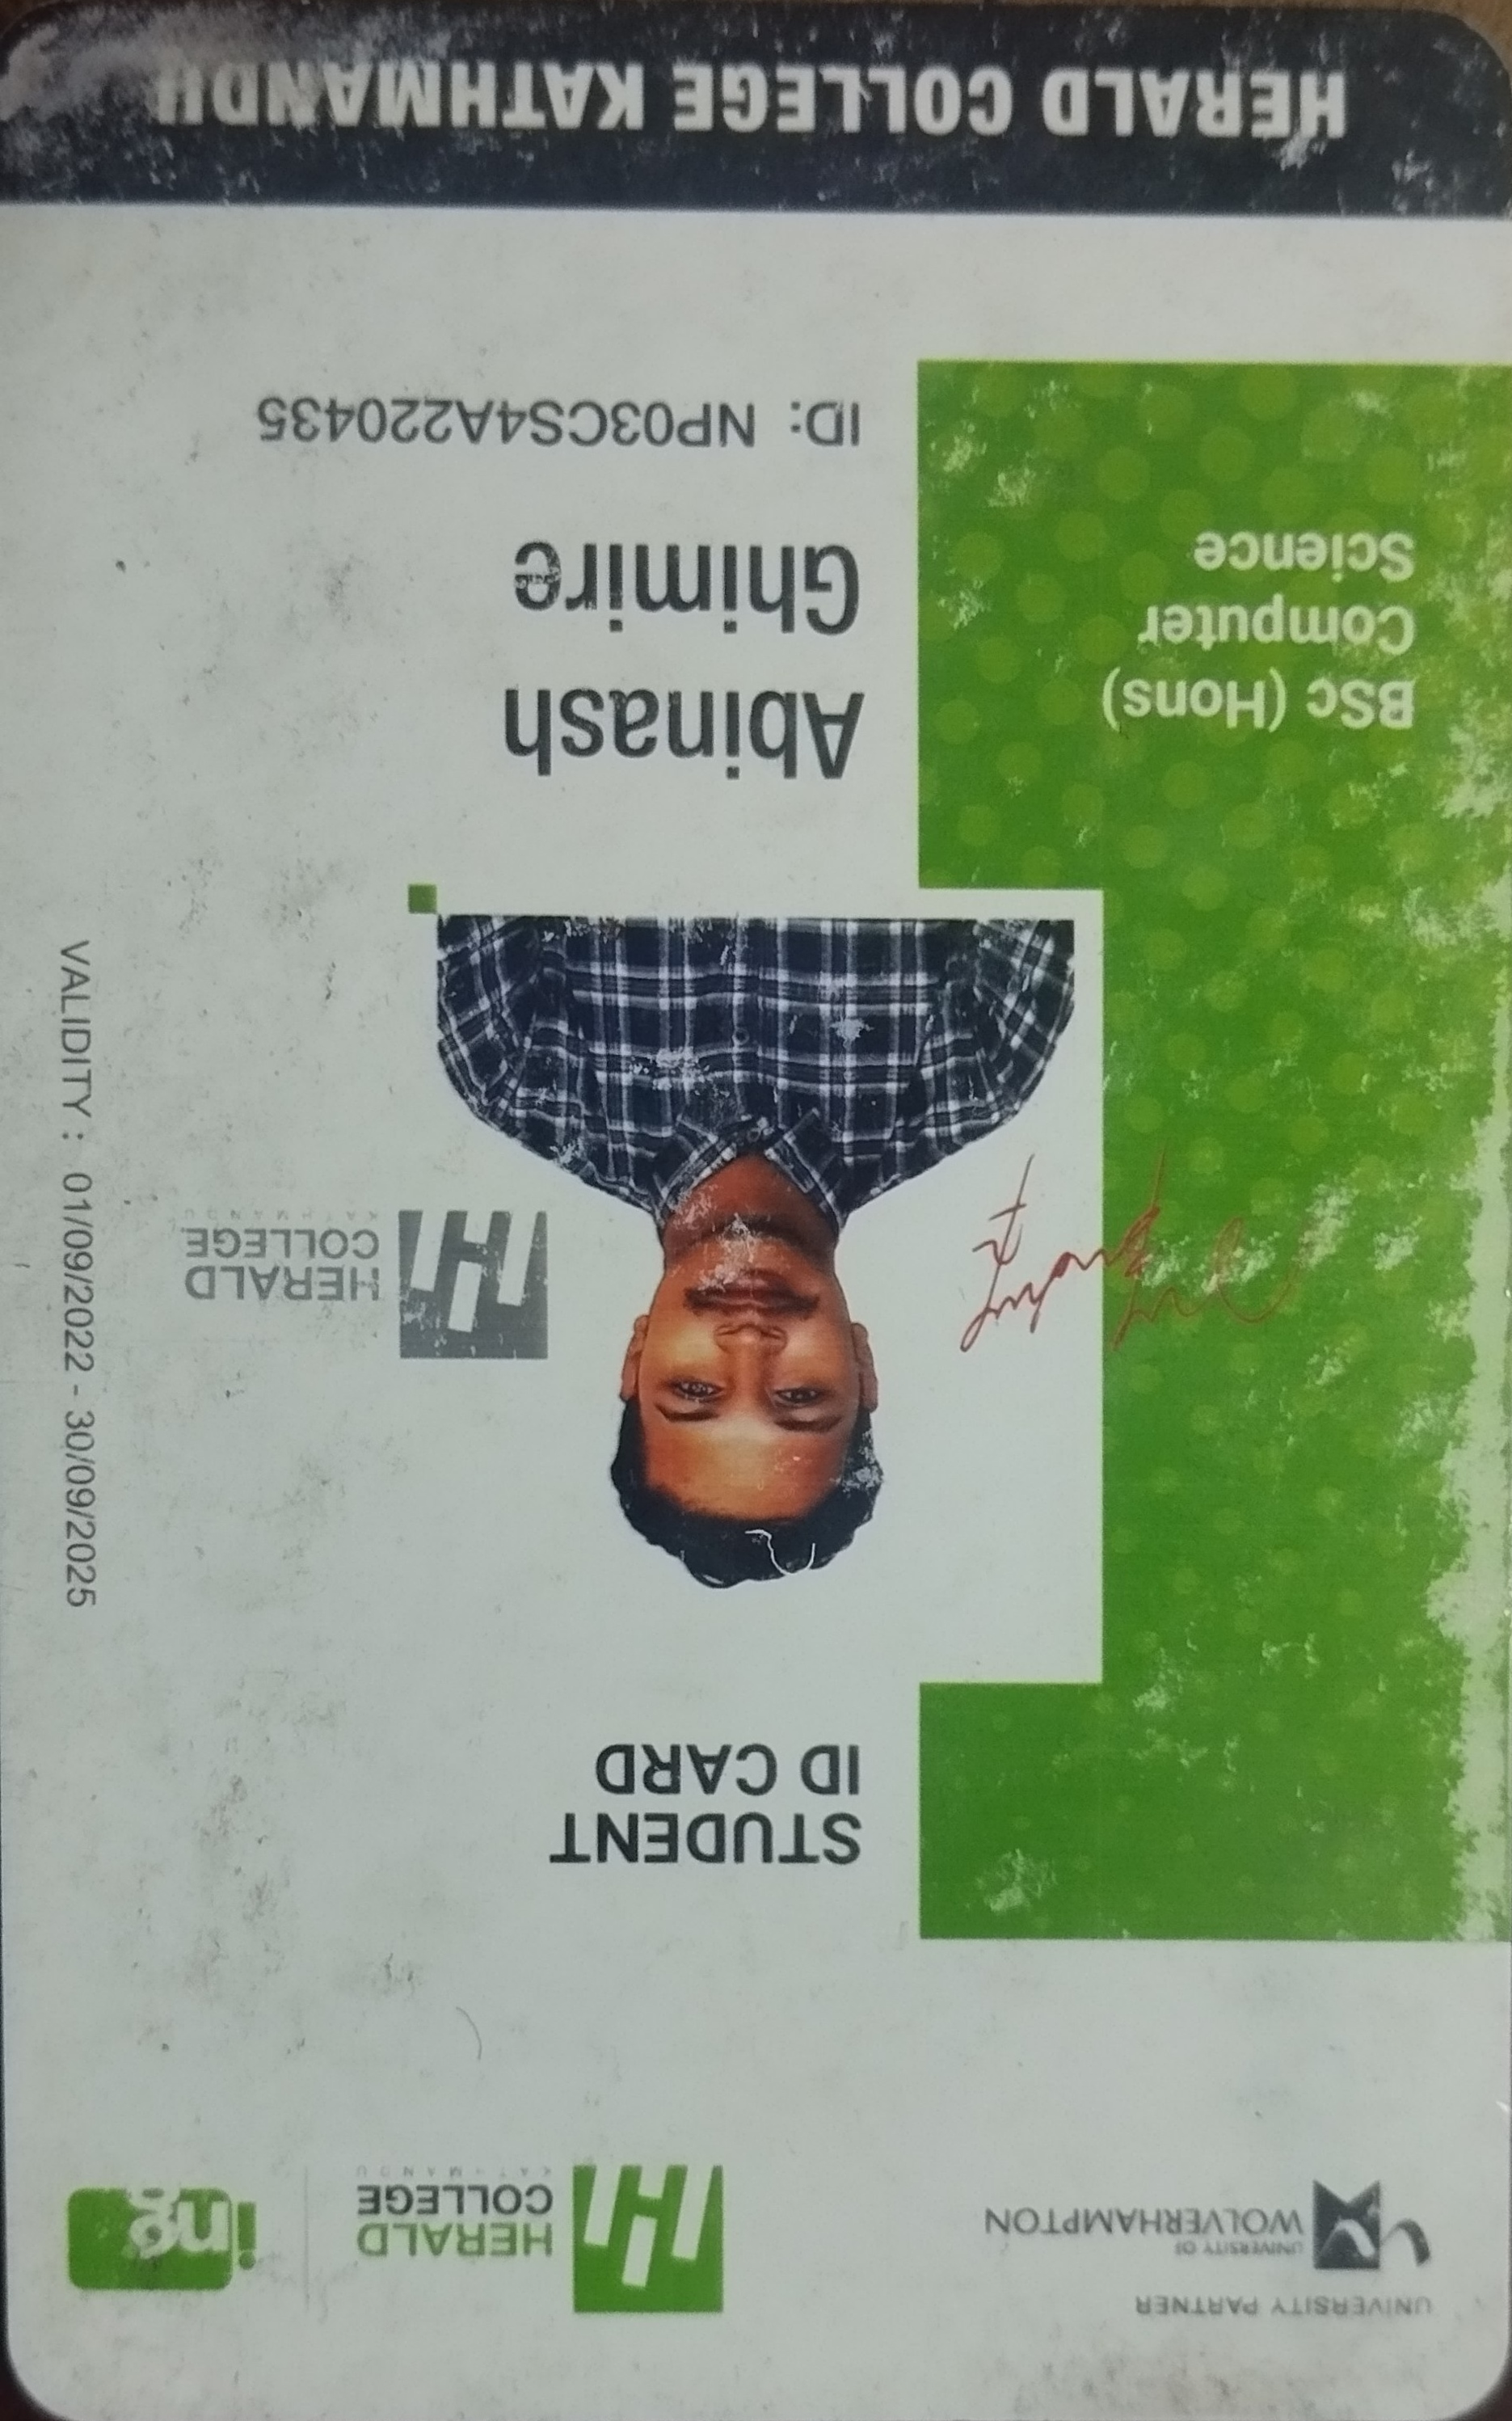 UNIVERSITY PARTNER
UNIVERSITY OF
WOLVERHAMPTON
HERALD
COLLEGE
KATHMANDU
ing
STUDENT
ID CARD
HERALD
COLLEGE
KATHMANDU
VALIDITY : 01/09/2022 - 30/09/2025
BSc (Hons)
Computer
Science
Abinash
Ghimire
ID: NP03CS4A220435
HERALD COLLEGE KATHMANDU